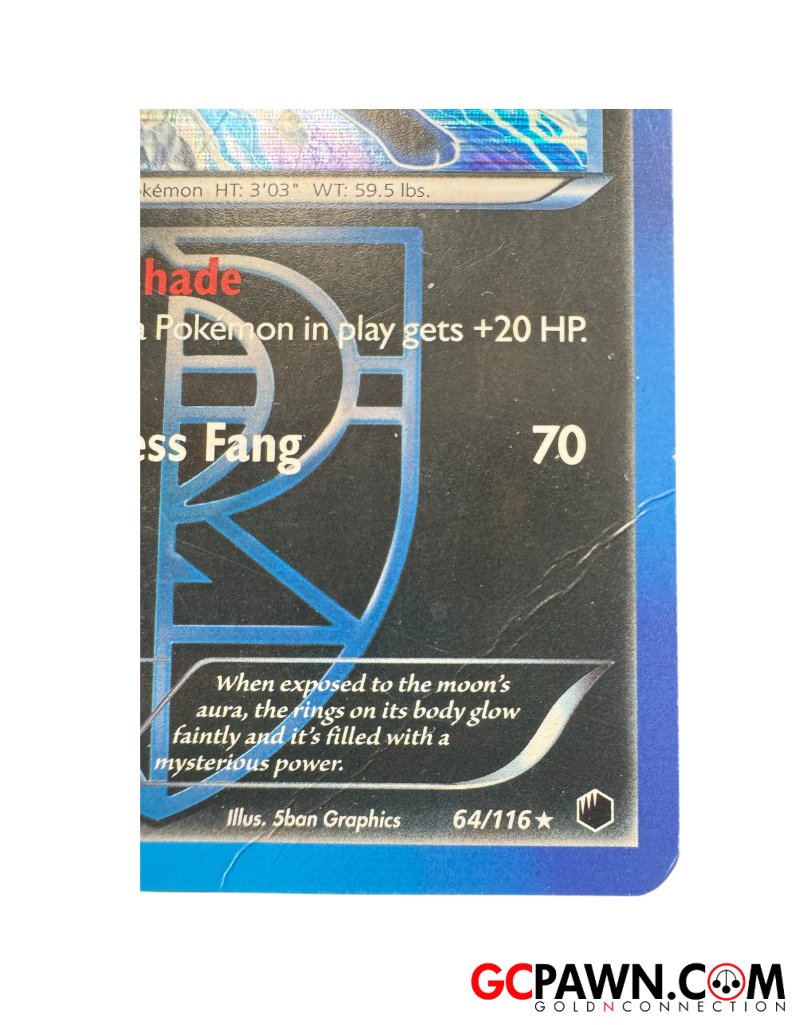 okémon HT: 3'03" WT: 59.5 lbs.
hade
a Pokémon in play gets +20 HP.
ess Fang 70
When exposed to the moon's
aura, the rings on its body glow
faintly and it's filled with a
mysterious power.
Illus. 5ban Graphics 64/116★
GCPAWN.COM
GOLDNCONNECTION